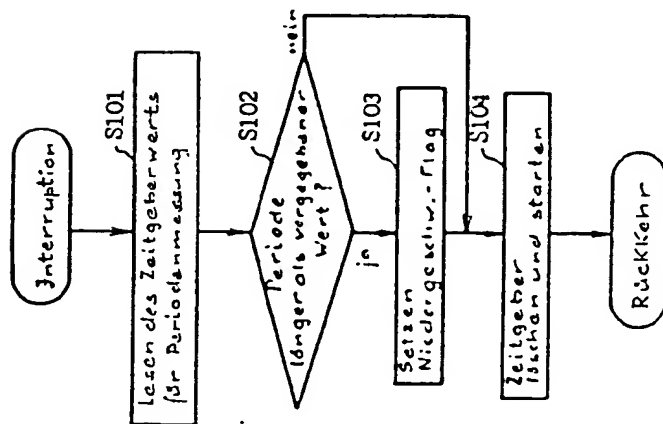 Interruption
S101
Lesen des Zeitgeberwerts
für Periodenmessung
S102
Periode
länger als vorgegebener
Wert ?
nein
ja
S103
Setzen
Niedergeschw.-Flag
S104
Zeitgeber
löschen und starten
Rückkehr